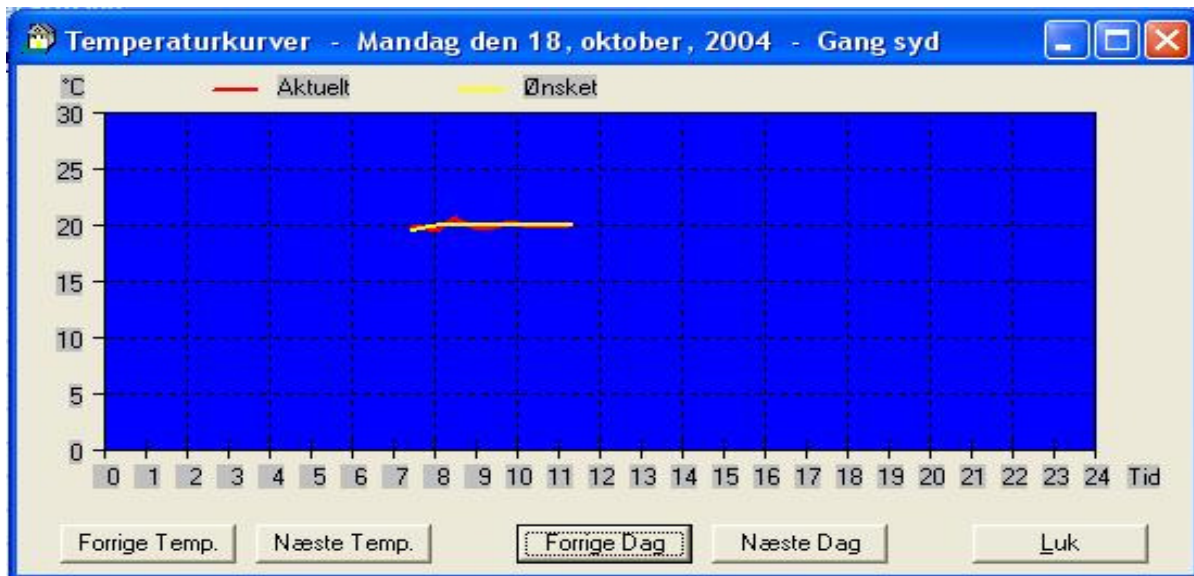 Temperaturkurver - Mandag den 18, oktober, 2004 - Gang syd
°C Aktuelt Ønsket
30
25
20
15
10
5
0
0 1 2 3 4 5 6 7 8 9 10 11 12 13 14 15 16 17 18 19 20 21 22 23 24 Tid
Forrige Temp. Næste Temp. Forrige Dag Næste Dag Luk